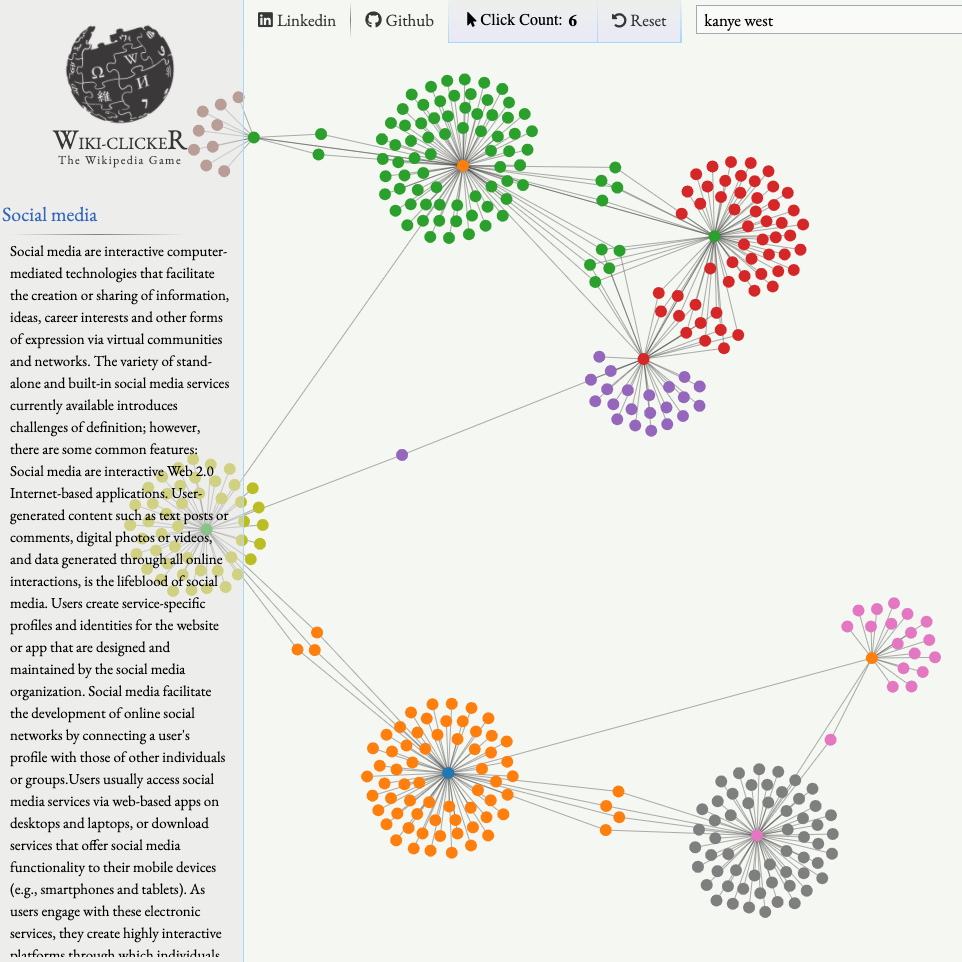 Linkedin
Github
Click Count: 6
Reset
kanye west
Ω
W
И
維
7
WIKI-CLICKER
The Wikipedia Game
Social media
Social media are interactive computer-
mediated technologies that facilitate
the creation or sharing of information,
ideas, career interests and other forms
of expression via virtual communities
and networks. The variety of stand-
alone and built-in social media services
currently available introduces
challenges of definition; however,
there are some common features:
Social media are interactive Web 2.0
Internet-based applications. User-
generated content such as text posts or
comments, digital photos or videos,
and data generated through all online
interactions, is the lifeblood of social
media. Users create service-specific
profiles and identities for the website
or app that are designed and
maintained by the social media
organization. Social media facilitate
the development of online social
networks by connecting a user's
profile with those of other individuals
or groups.Users usually access social
media services via web-based apps on
desktops and laptops, or download
services that offer social media
functionality to their mobile devices
(e.g., smartphones and tablets). As
users engage with these electronic
services, they create highly interactive
platforms through which individuals,